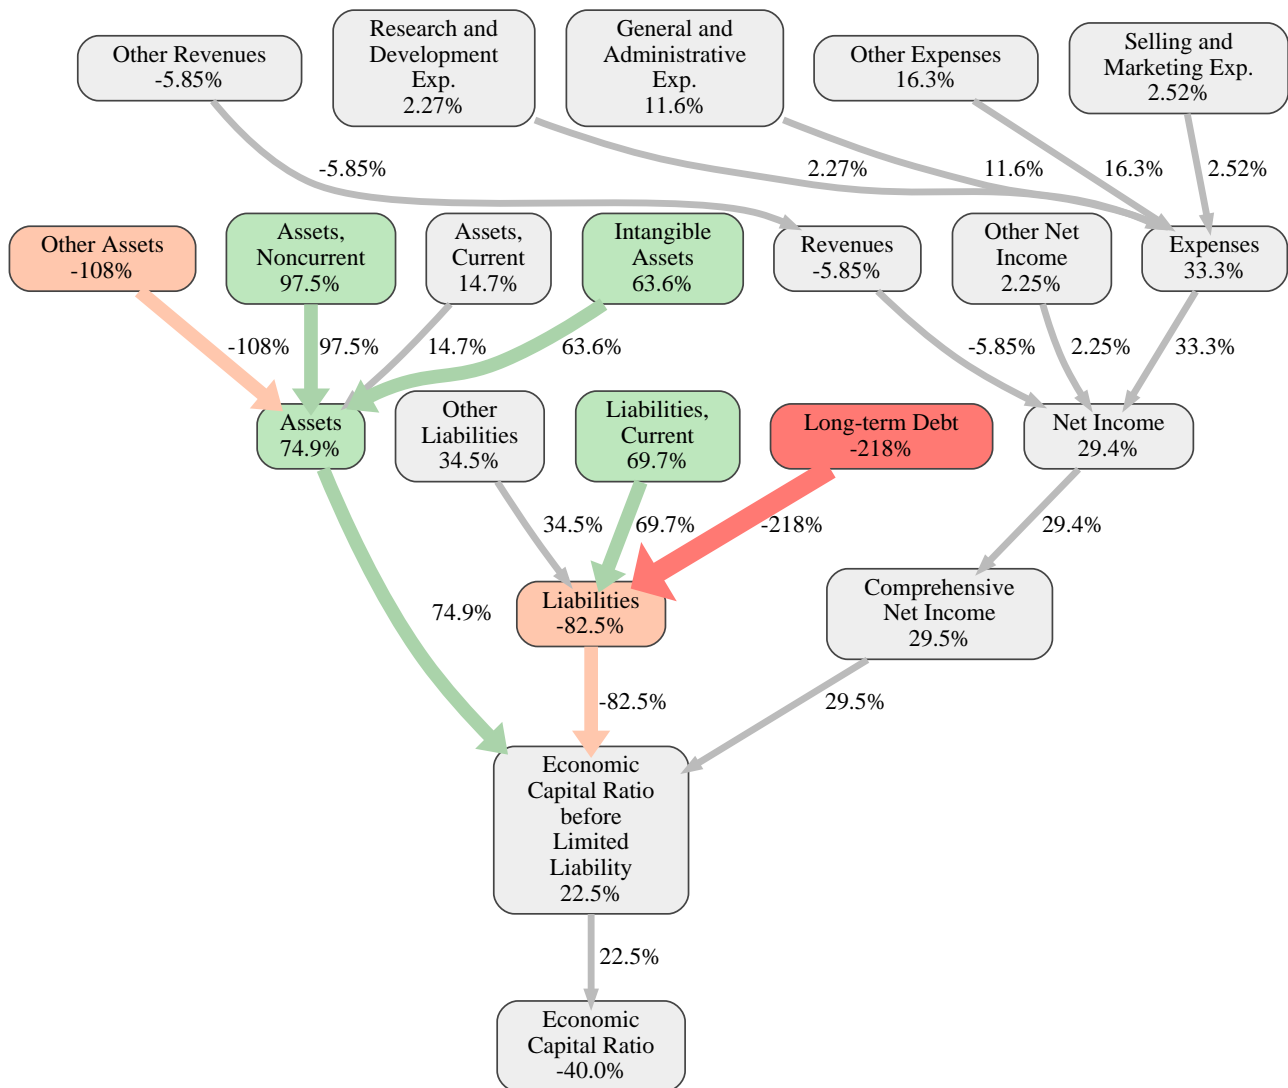 Other Revenues
-5.85%
Research and
Development
Exp.
2.27%
General and
Administrative
Exp.
11.6%
Other Expenses
16.3%
Selling and
Marketing Exp.
2.52%
-5.85%
2.27%
11.6%
16.3%
2.52%
Other Assets
-108%
Assets,
Noncurrent
97.5%
Assets,
Current
14.7%
Intangible
Assets
63.6%
Revenues
-5.85%
Other Net
Income
2.25%
Expenses
33.3%
-108%
97.5%
14.7%
63.6%
-5.85%
2.25%
33.3%
Assets
74.9%
Other
Liabilities
34.5%
Liabilities,
Current
69.7%
Long-term Debt
-218%
Net Income
29.4%
34.5%
69.7%
-218%
29.4%
74.9%
Liabilities
-82.5%
Comprehensive
Net Income
29.5%
-82.5%
29.5%
Economic
Capital Ratio
before
Limited
Liability
22.5%
22.5%
Economic
Capital Ratio
-40.0%